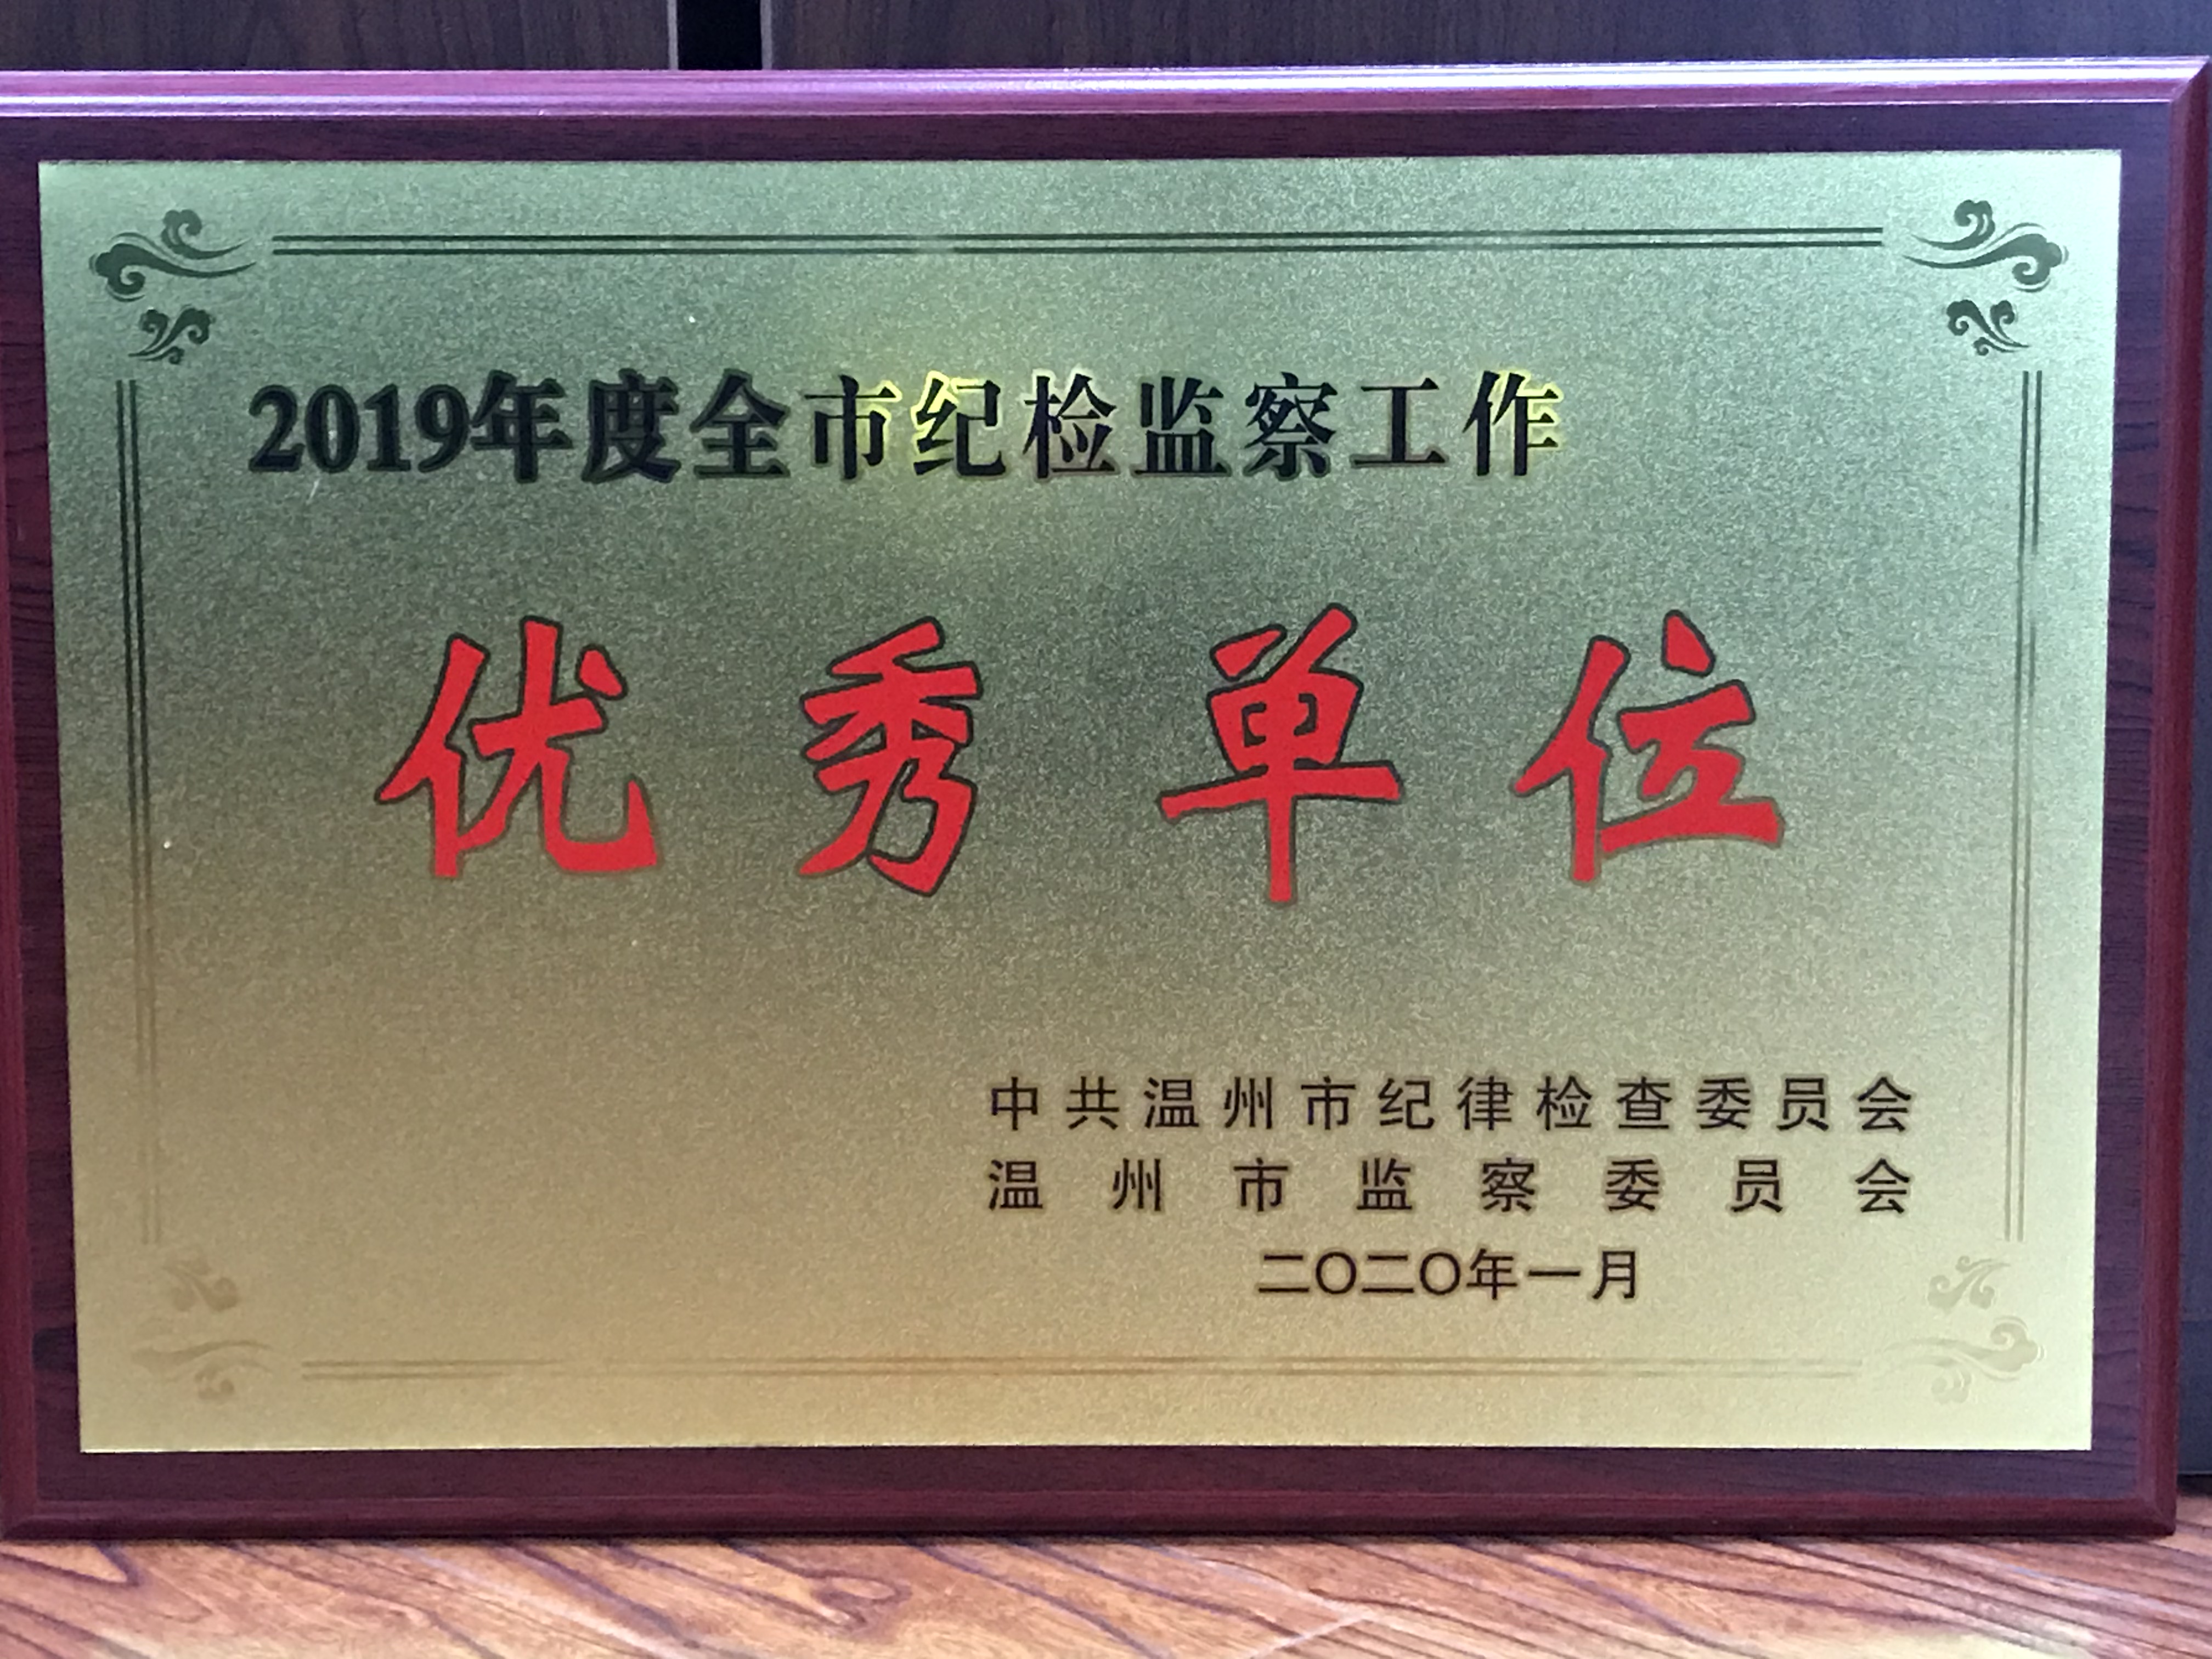 2019年度全市纪检监察工作
优秀单位
中共温州市纪律检查委员会
温州市监察委员会
二〇二〇年一月